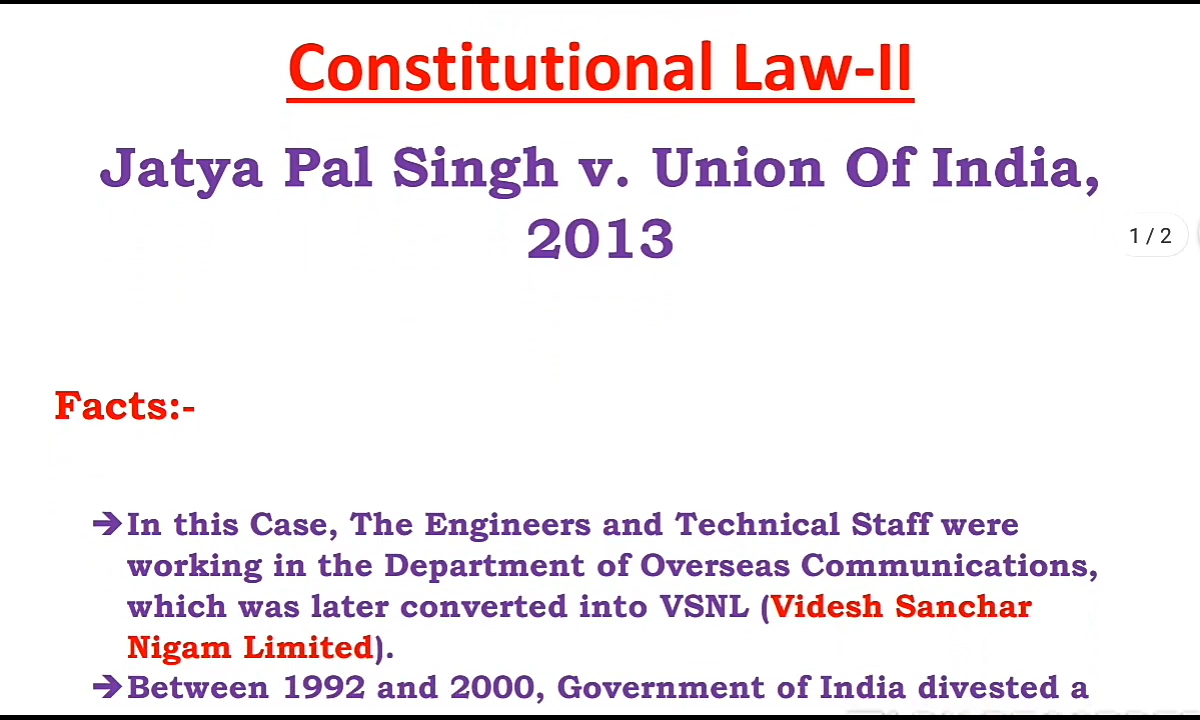 Constitutional Law-II
Jatya Pal Singh v. Union Of India,
2013
1 / 2
Facts:-
➔In this Case, The Engineers and Technical Staff were
working in the Department of Overseas Communications,
which was later converted into VSNL (Videsh Sanchar
Nigam Limited).
➔Between 1992 and 2000, Government of India divested a